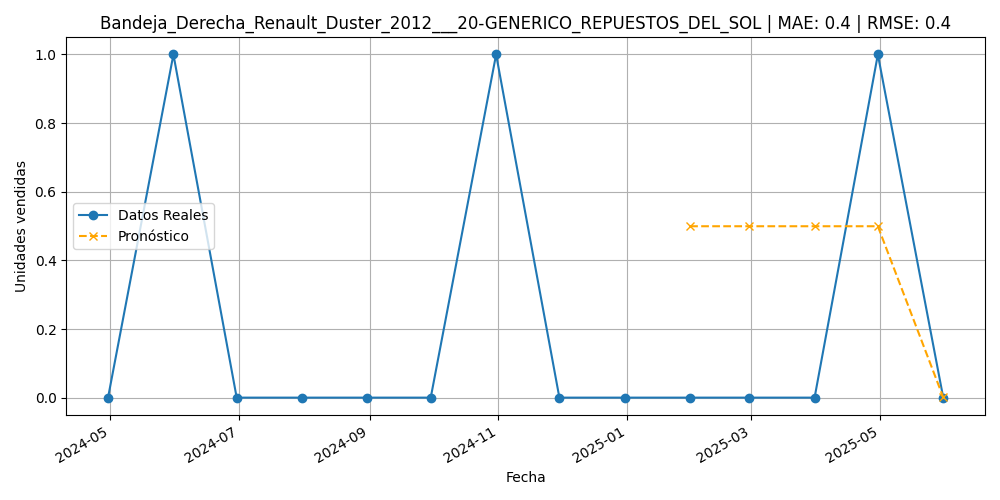 Bandeja_Derecha_Renault_Duster_2012___20-GENERICO_REPUESTOS_DEL_SOL | MAE: 0.4 | RMSE: 0.4
Unidades vendidas
1.0
0.8
0.6
0.4
0.2
0.0
Datos Reales
Pronóstico
2024-05
2024-07
2024-09
2024-11
2025-01
2025-03
2025-05
Fecha